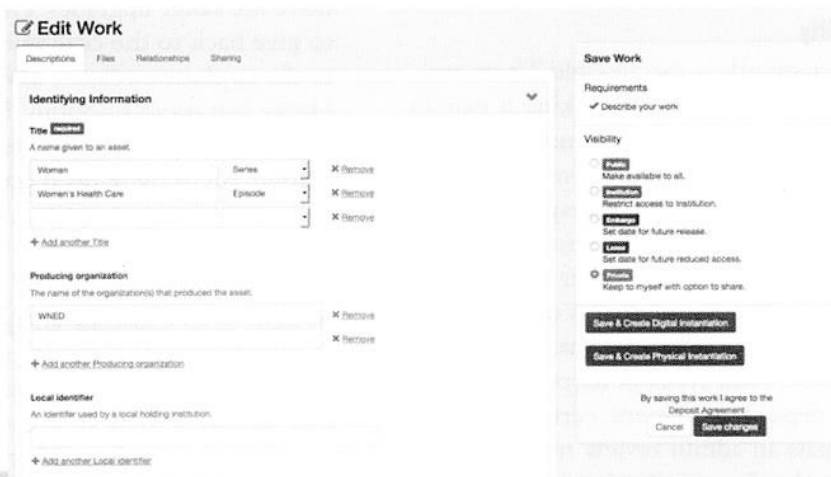 Edit Work
Descriptions Files Relationships Sharing
Identifying Information
Title required
A name given to an asset.
Woman Series Remove
Women's Health Care Episode Remove
Remove
+ Add another Title
Producing organization
The name of the organization(s) that produced the asset.
WNED Remove
Remove
+ Add another Producing organization
Local identifier
An identifer used by a local holding institution.
+ Add another Local identifier
Save Work
Requirements
Describe your work
Visibility
Public
Make available to all.
Institution
Restrict access to Institution.
Embargo
Set date for future release.
Lease
Set date for future reduced access.
Private
Keep to myself with option to share.
Save & Create Digital Instantiation
Save & Create Physical Instantiation
By saving this work I agree to the
Deposit Agreement
Cancel Save changes